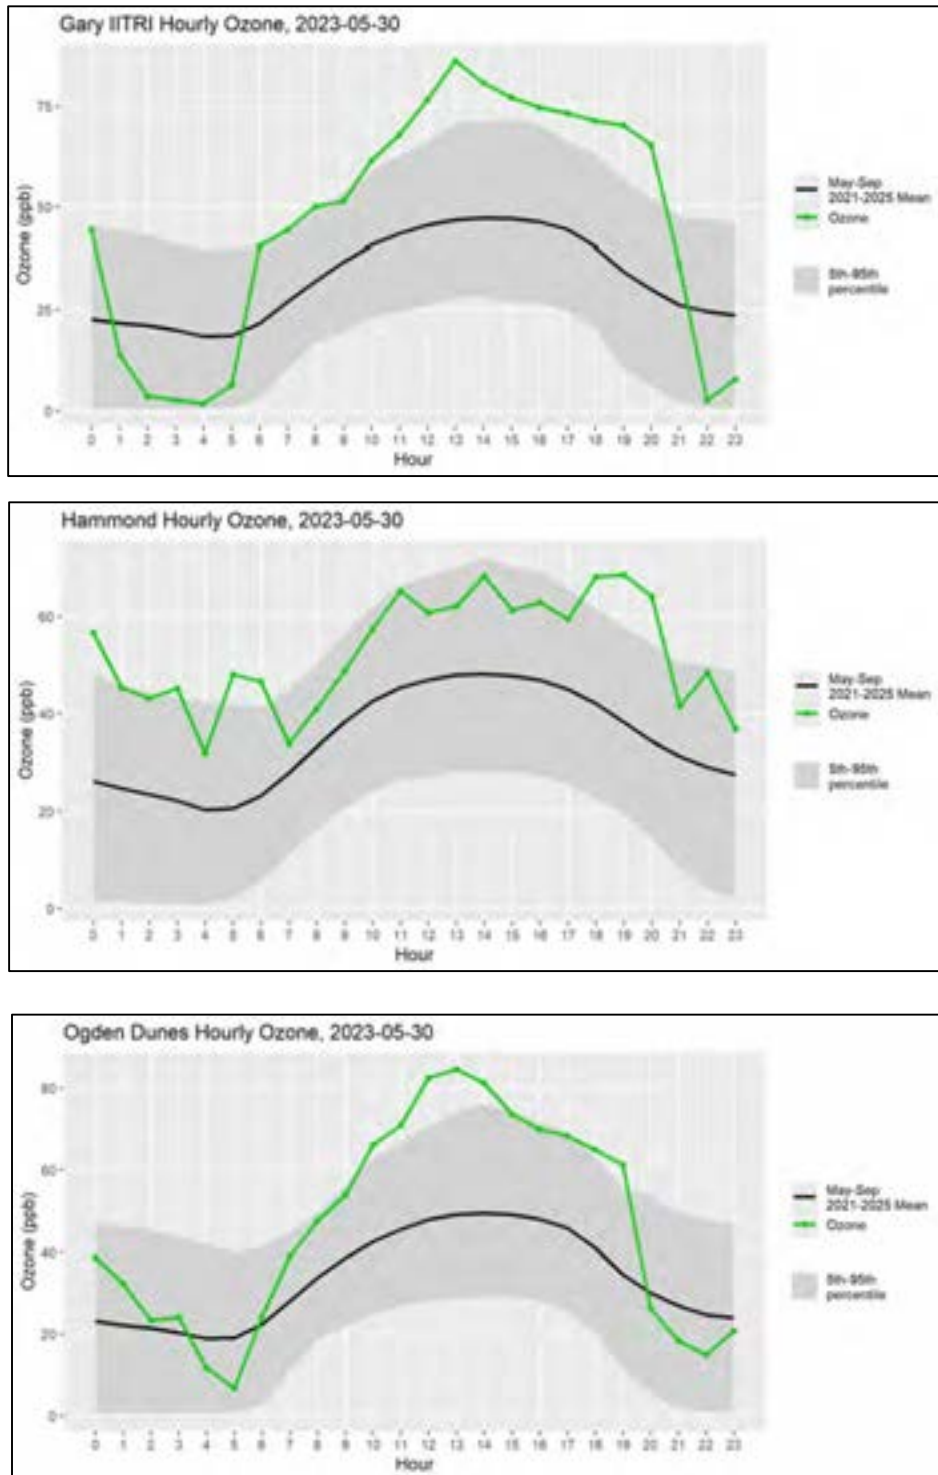 Gary IITRI Hourly Ozone, 2023-05-30
Ozone (ppb)
75
50
25
0
0 1 2 3 4 5 6 7 8 9 10 11 12 13 14 15 16 17 18 19 20 21 22 23
Hour
May-Sep
2021-2025 Mean
Ozone
5th-95th
percentile
Hammond Hourly Ozone, 2023-05-30
Ozone (ppb)
60
40
20
0
0 1 2 3 4 5 6 7 8 9 10 11 12 13 14 15 16 17 18 19 20 21 22 23
Hour
May-Sep
2021-2025 Mean
Ozone
5th-95th
percentile
Ogden Dunes Hourly Ozone, 2023-05-30
Ozone (ppb)
80
60
40
20
0
0 1 2 3 4 5 6 7 8 9 10 11 12 13 14 15 16 17 18 19 20 21 22 23
Hour
May-Sep
2021-2025 Mean
Ozone
5th-95th
percentile